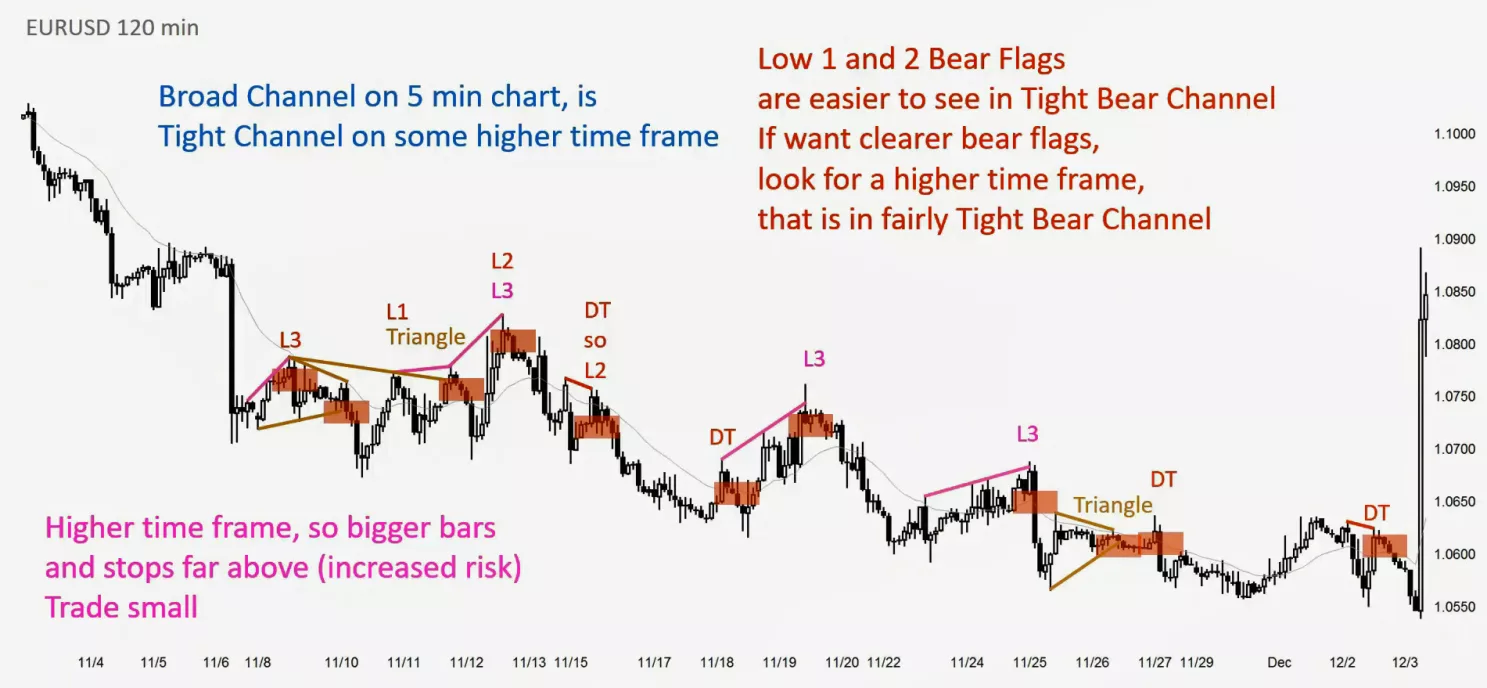 EURUSD 120 min
Broad Channel on 5 min chart, is
Tight Channel on some higher time frame
Low 1 and 2 Bear Flags
are easier to see in Tight Bear Channel
If want clearer bear flags,
look for a higher time frame,
that is in fairly Tight Bear Channel
1.1000
1.0950
1.0900
1.0850
1.0800
1.0750
1.0700
1.0650
1.0600
1.0550
L3
L1
Triangle
L2
L3
DT
so
L2
DT
L3
L3
Triangle
DT
DT
Higher time frame, so bigger bars
and stops far above (increased risk)
Trade small
11/4 11/5 11/6 11/8 11/10 11/11 11/12 11/13 11/15 11/17 11/18 11/19 11/20 11/22 11/24 11/25 11/26 11/27 11/29 Dec 12/2 12/3